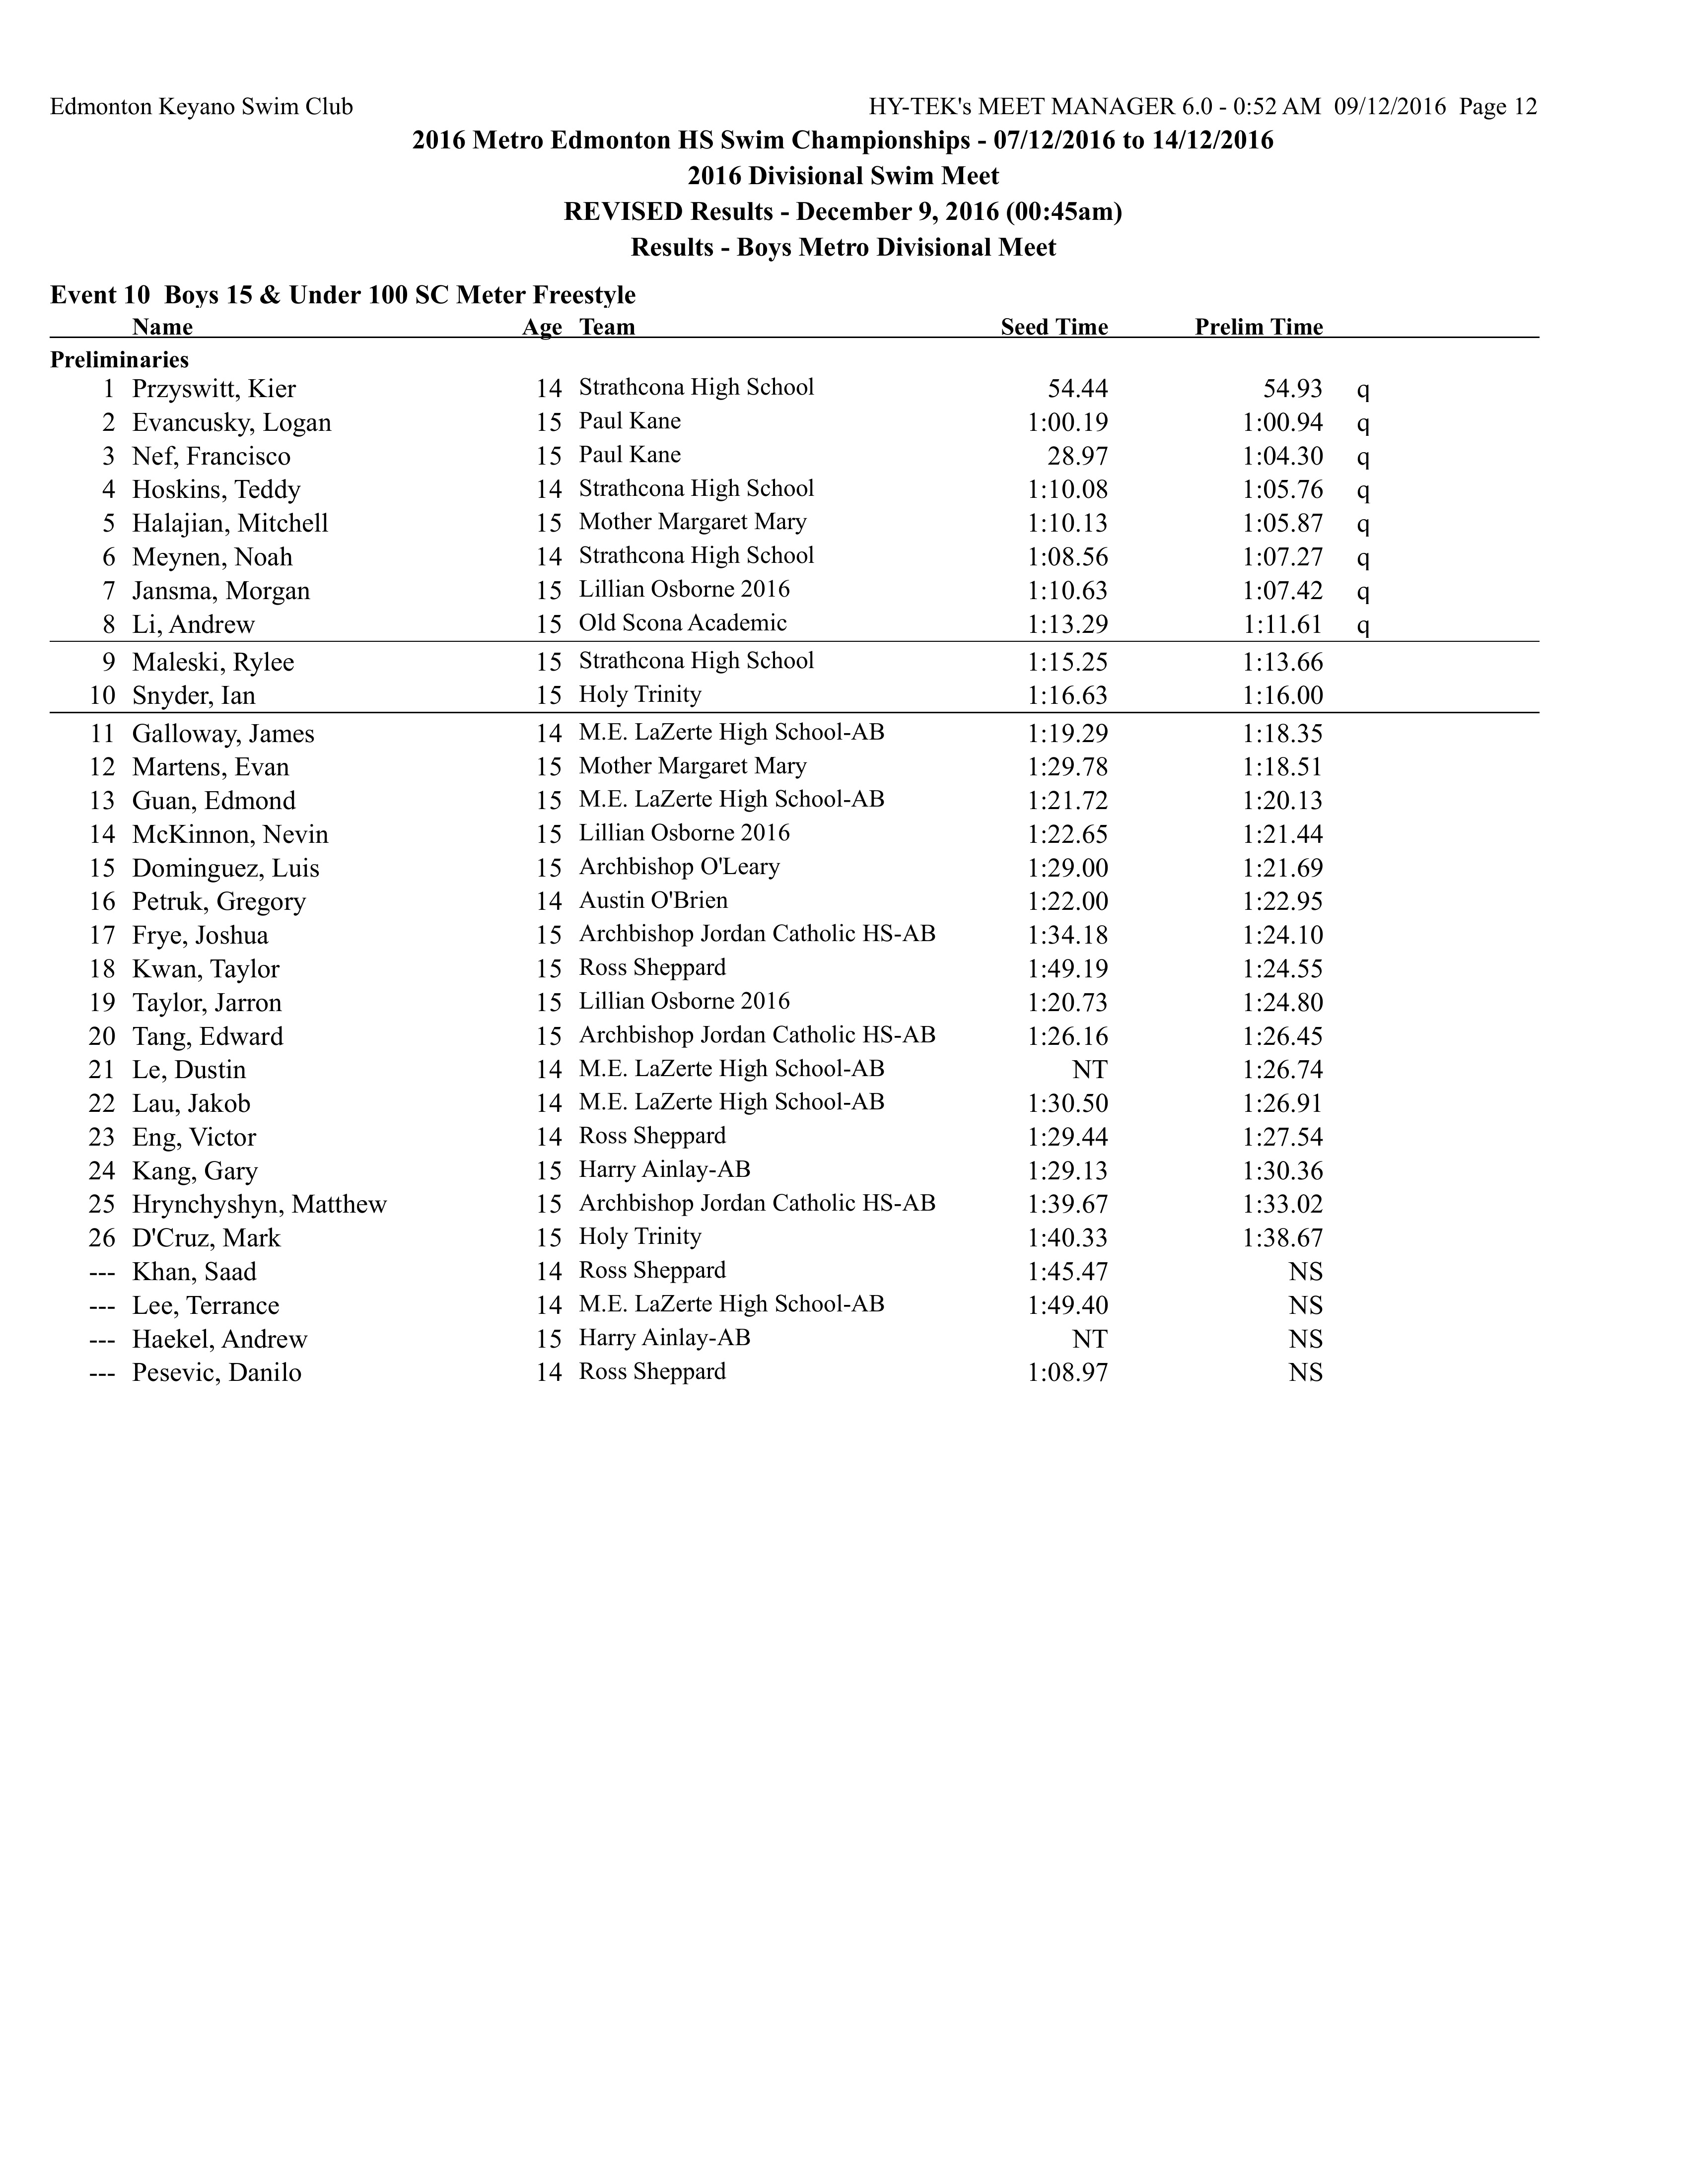 Edmonton Keyano Swim Club HY-TEK's MEET MANAGER 6.0 - 0:52 AM 09/12/2016 Page 12
2016 Metro Edmonton HS Swim Championships - 07/12/2016 to 14/12/2016
2016 Divisional Swim Meet
REVISED Results - December 9, 2016 (00:45am)
Results - Boys Metro Divisional Meet
Event 10 Boys 15 & Under 100 SC Meter Freestyle
Name Age Team Seed Time Prelim Time
Preliminaries
1 Przyswitt, Kier 14 Strathcona High School 54.44 54.93 q
2 Evancusky, Logan 15 Paul Kane 1:00.19 1:00.94 q
3 Nef, Francisco 15 Paul Kane 28.97 1:04.30 q
4 Hoskins, Teddy 14 Strathcona High School 1:10.08 1:05.76 q
5 Halajian, Mitchell 15 Mother Margaret Mary 1:10.13 1:05.87 q
6 Meynen, Noah 14 Strathcona High School 1:08.56 1:07.27 q
7 Jansma, Morgan 15 Lillian Osborne 2016 1:10.63 1:07.42 q
8 Li, Andrew 15 Old Scona Academic 1:13.29 1:11.61 q
9 Maleski, Rylee 15 Strathcona High School 1:15.25 1:13.66
10 Snyder, Ian 15 Holy Trinity 1:16.63 1:16.00
11 Galloway, James 14 M.E. LaZerte High School-AB 1:19.29 1:18.35
12 Martens, Evan 15 Mother Margaret Mary 1:29.78 1:18.51
13 Guan, Edmond 15 M.E. LaZerte High School-AB 1:21.72 1:20.13
14 McKinnon, Nevin 15 Lillian Osborne 2016 1:22.65 1:21.44
15 Dominguez, Luis 15 Archbishop O'Leary 1:29.00 1:21.69
16 Petruk, Gregory 14 Austin O'Brien 1:22.00 1:22.95
17 Frye, Joshua 15 Archbishop Jordan Catholic HS-AB 1:34.18 1:24.10
18 Kwan, Taylor 15 Ross Sheppard 1:49.19 1:24.55
19 Taylor, Jarron 15 Lillian Osborne 2016 1:20.73 1:24.80
20 Tang, Edward 15 Archbishop Jordan Catholic HS-AB 1:26.16 1:26.45
21 Le, Dustin 14 M.E. LaZerte High School-AB NT 1:26.74
22 Lau, Jakob 14 M.E. LaZerte High School-AB 1:30.50 1:26.91
23 Eng, Victor 14 Ross Sheppard 1:29.44 1:27.54
24 Kang, Gary 15 Harry Ainlay-AB 1:29.13 1:30.36
25 Hrynchyshyn, Matthew 15 Archbishop Jordan Catholic HS-AB 1:39.67 1:33.02
26 D'Cruz, Mark 15 Holy Trinity 1:40.33 1:38.67
--- Khan, Saad 14 Ross Sheppard 1:45.47 NS
--- Lee, Terrance 14 M.E. LaZerte High School-AB 1:49.40 NS
--- Haekel, Andrew 15 Harry Ainlay-AB NT NS
--- Pesevic, Danilo 14 Ross Sheppard 1:08.97 NS